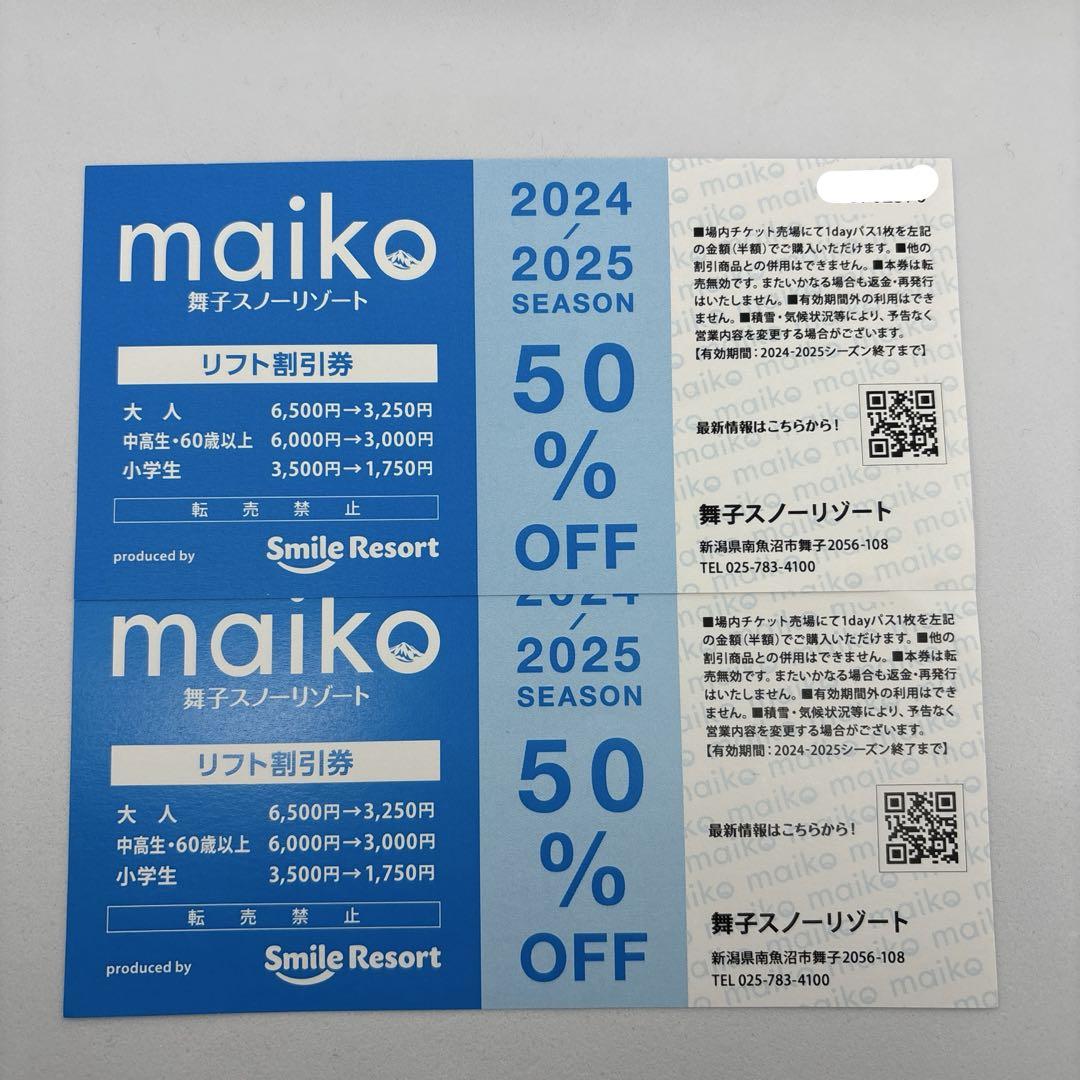 maiko
舞子スノーリゾート
リフト割引券
大　人 6,500円→3,250円
中高生・60歳以上 6,000円→3,000円
小学生 3,500円→1,750円
転 売 禁 止
produced by Smile Resort
2024
/
2025
SEASON
50
%
OFF
■場内チケット売場にて1dayパス1枚を左記
の金額(半額)でご購入いただけます。■他の
割引商品との併用はできません。■本券は転
売無効です。またいかなる場合も返金・再発行
はいたしません。■有効期間外の利用はでき
ません。■積雪・気候状況等により、予告なく
営業内容を変更する場合がございます。
【有効期間：2024-2025シーズン終了まで】
最新情報はこちらから！
舞子スノーリゾート
新潟県南魚沼市舞子2056-108
TEL 025-783-4100
maiko
舞子スノーリゾート
リフト割引券
大　人 6,500円→3,250円
中高生・60歳以上 6,000円→3,000円
小学生 3,500円→1,750円
転 売 禁 止
produced by Smile Resort
2024
/
2025
SEASON
50
%
OFF
■場内チケット売場にて1dayパス1枚を左記
の金額(半額)でご購入いただけます。■他の
割引商品との併用はできません。■本券は転
売無効です。またいかなる場合も返金・再発行
はいたしません。■有効期間外の利用はでき
ません。■積雪・気候状況等により、予告なく
営業内容を変更する場合がございます。
【有効期間：2024-2025シーズン終了まで】
最新情報はこちらから！
舞子スノーリゾート
新潟県南魚沼市舞子2056-108
TEL 025-783-4100